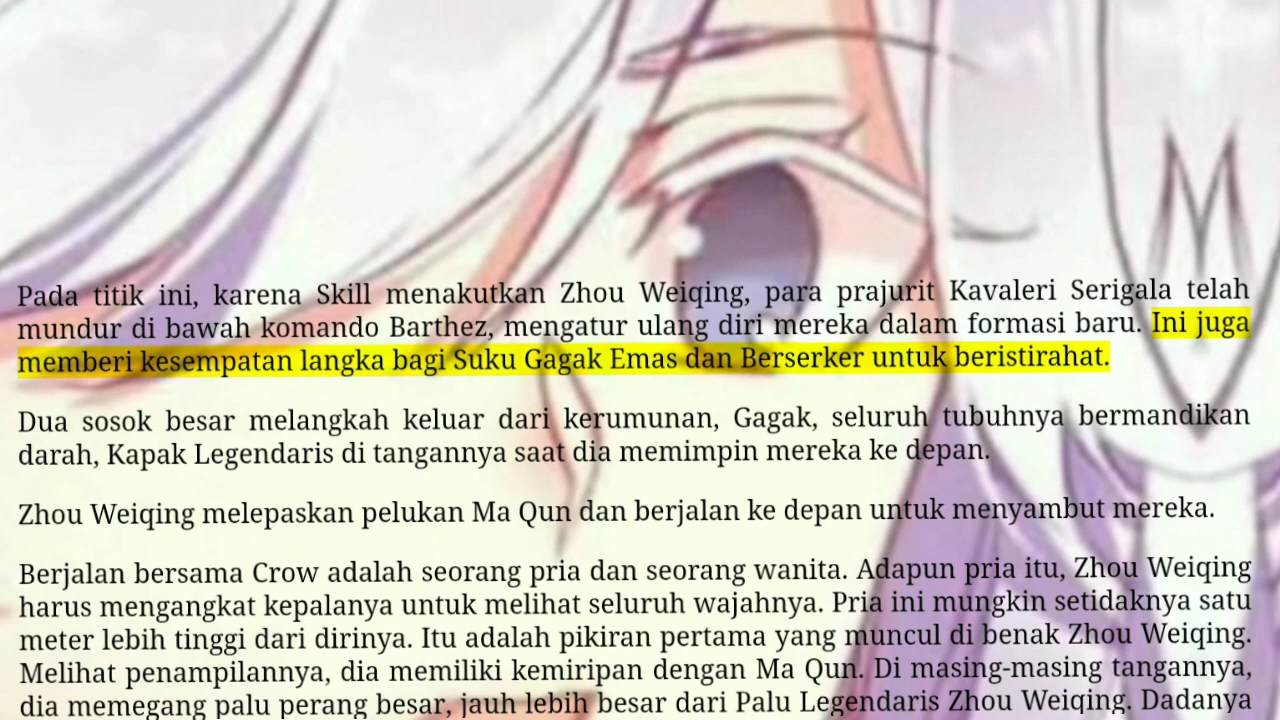 Pada titik ini, karena Skill menakutkan Zhou Weiqing, para prajurit Kavaleri Serigala telah
mundur di bawah komando Barthez, mengatur ulang diri mereka dalam formasi baru. Ini juga
memberi kesempatan langka bagi Suku Gagak Emas dan Berserker untuk beristirahat.
Dua sosok besar melangkah keluar dari kerumunan, Gagak, seluruh tubuhnya bermandikan
darah, Kapak Legendaris di tangannya saat dia memimpin mereka ke depan.
Zhou Weiqing melepaskan pelukan Ma Qun dan berjalan ke depan untuk menyambut mereka.
Berjalan bersama Crow adalah seorang pria dan seorang wanita. Adapun pria itu, Zhou Weiqing
harus mengangkat kepalanya untuk melihat seluruh wajahnya. Pria ini mungkin setidaknya satu
meter lebih tinggi dari dirinya. Itu adalah pikiran pertama yang muncul di benak Zhou Weiqing.
Melihat penampilannya, dia memiliki kemiripan dengan Ma Qun. Di masing-masing tangannya,
dia memegang palu perang besar, jauh lebih besar dari Palu Legendaris Zhou Weiqing. Dadanya